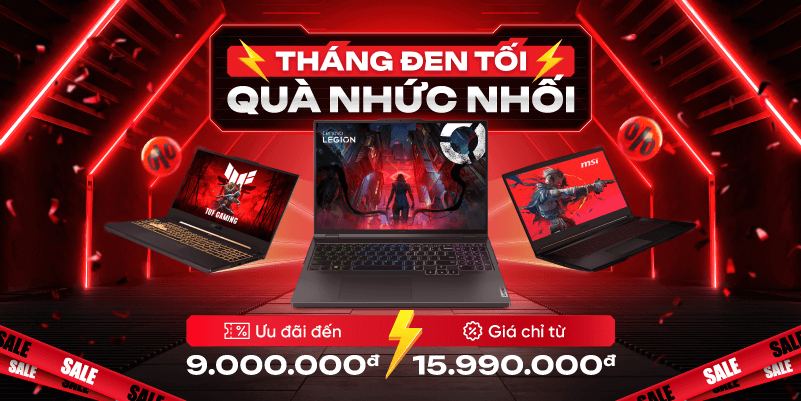 THÁNG ĐEN TỐI
QUÀ NHỨC NHỐI
Lenovo
LEGION
TUF GAMING
msi
Ưu đãi đến
9.000.000đ
Giá chỉ từ
15.990.000đ
SALE
SALE
SALE
SALE
SALE
SALE